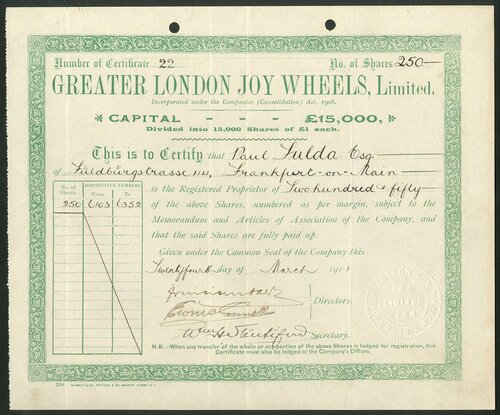 Number of Certificate 22 No. of Shares 250—
GREATER LONDON JOY WHEELS, Limited.
Incorporated under the Companies (Consolidation) Act, 1908.
CAPITAL - - - £15,000,
Divided into 15,000 Shares of £1 each.
This is to Certify that Paul Fulda Esq
of Frankfurt-on-Main
is the Registered Proprietor of Two hundred & fifty
of the above Shares, numbered as per margin, subject to the
Memorandum and Articles of Association of the Company, and
that the said Shares are fully paid up.
No. of Shares. DISTINCTIVE NUMBERS.
From To
250 6103 6352
Given under the Common Seal of the Company this
Twentyfourth day of March 1911
Directors.
Secretary.
N.B.—When any transfer of the whole or any portion of the above Shares is lodged for registration, this
Certificate must also be lodged at the Company's Offices.